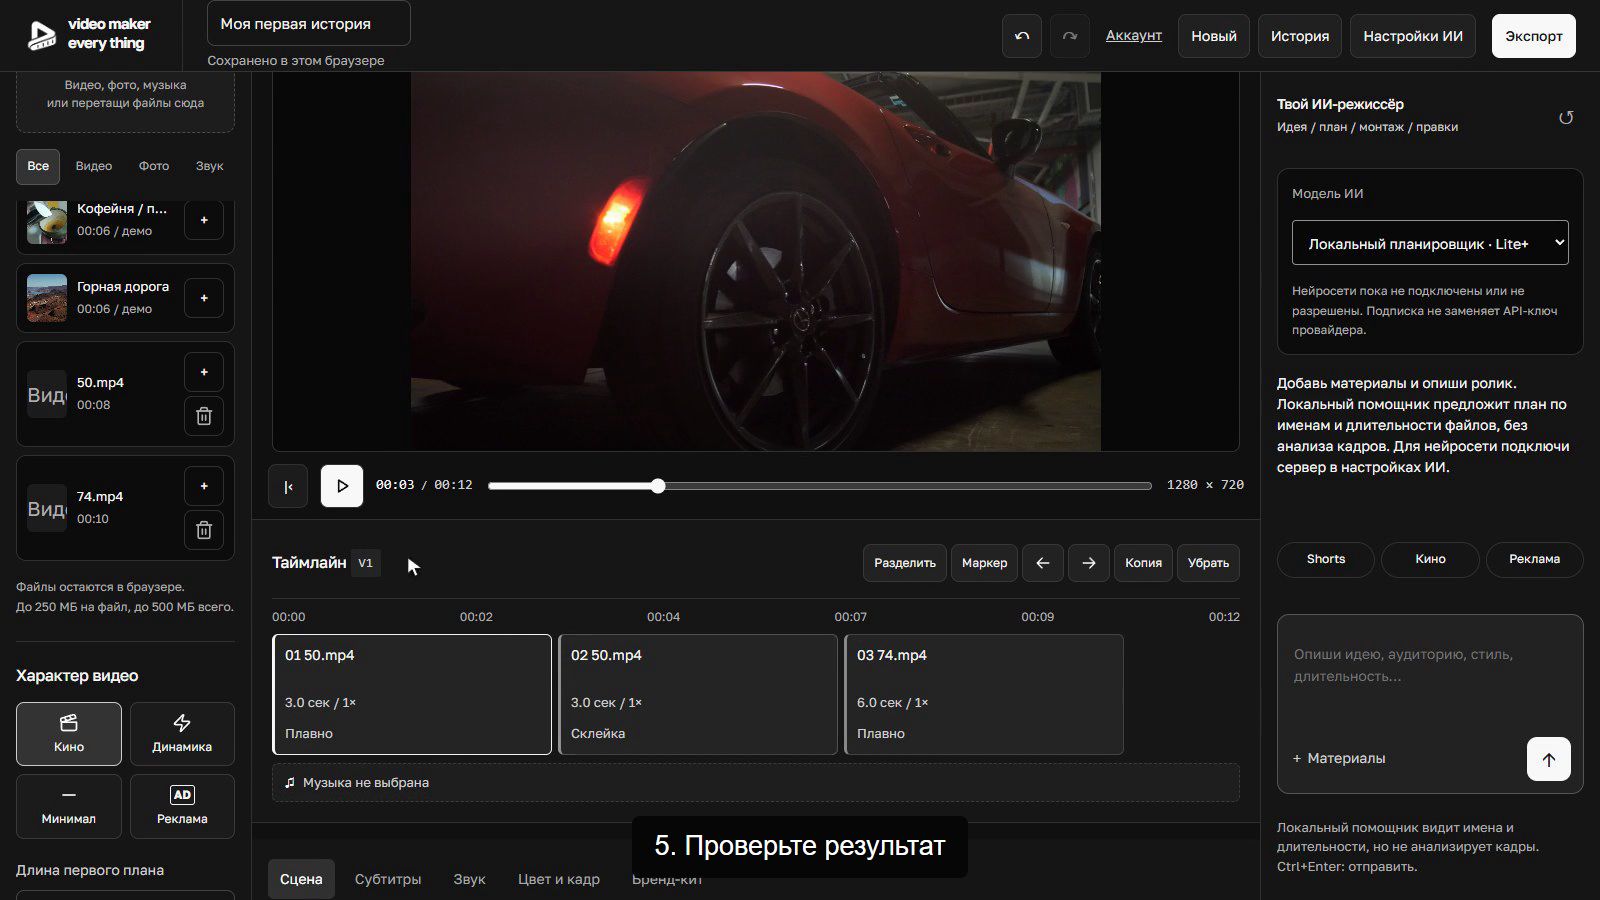 video maker
every thing
Моя первая история
Сохранено в этом браузере
Аккаунт
Новый
История
Настройки ИИ
Экспорт
Видео, фото, музыка
или перетащи файлы сюда
Все
Видео
Фото
Звук
Кофейня / п...
00:06 / демо
+
Горная дорога
00:06 / демо
+
Вид
50.mp4
00:08
+
Вид
74.mp4
00:10
+
Файлы остаются в браузере.
До 250 МБ на файл, до 500 МБ всего.
Характер видео
Кино
Динамика
Минимал
AD
Реклама
Длина первого плана
00:03 / 00:12
1280 × 720
Таймлайн V1
Разделить
Маркер
←
→
Копия
Убрать
00:00
00:02
00:04
00:07
00:09
00:12
01 50.mp4
3.0 сек / 1×
Плавно
02 50.mp4
3.0 сек / 1×
Склейка
03 74.mp4
6.0 сек / 1×
Плавно
Музыка не выбрана
5. Проверьте результат
Сцена
Субтитры
Звук
Цвет и кадр
Бренд-кит
Твой ИИ-режиссёр
Идея / план / монтаж / правки
Модель ИИ
Локальный планировщик · Lite+
Нейросети пока не подключены или не
разрешены. Подписка не заменяет API-ключ
провайдера.
Добавь материалы и опиши ролик.
Локальный помощник предложит план по
именам и длительности файлов, без
анализа кадров. Для нейросети подключи
сервер в настройках ИИ.
Shorts
Кино
Реклама
Опиши идею, аудиторию, стиль,
длительность...
+ Материалы
Локальный помощник видит имена и
длительности, но не анализирует кадры.
Ctrl+Enter: отправить.